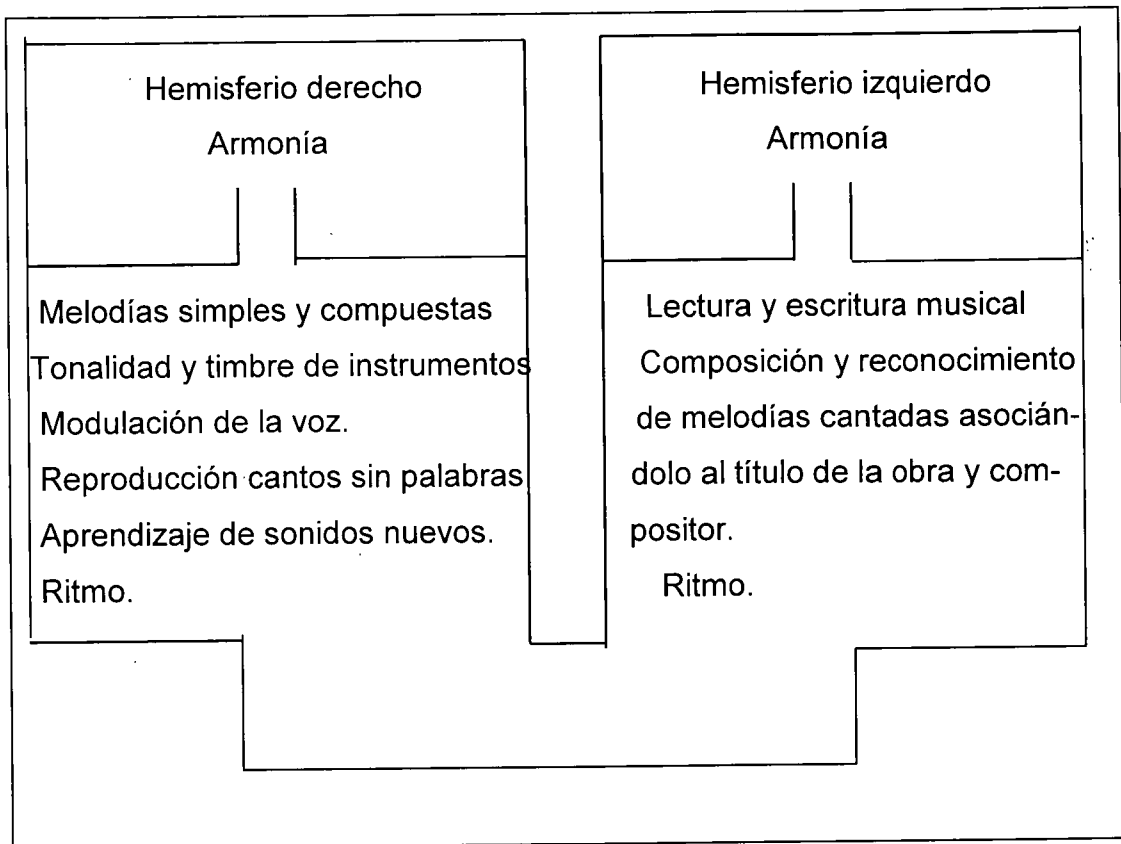 Hemisferio derecho
Armonía
Melodías simples y compuestas
Tonalidad y timbre de instrumentos
Modulación de la voz.
Reproducción cantos sin palabras
Aprendizaje de sonidos nuevos.
Ritmo.
Hemisferio izquierdo
Armonía
Lectura y escritura musical
Composición y reconocimiento
de melodías cantadas asocián-
dolo al título de la obra y com-
positor.
Ritmo.